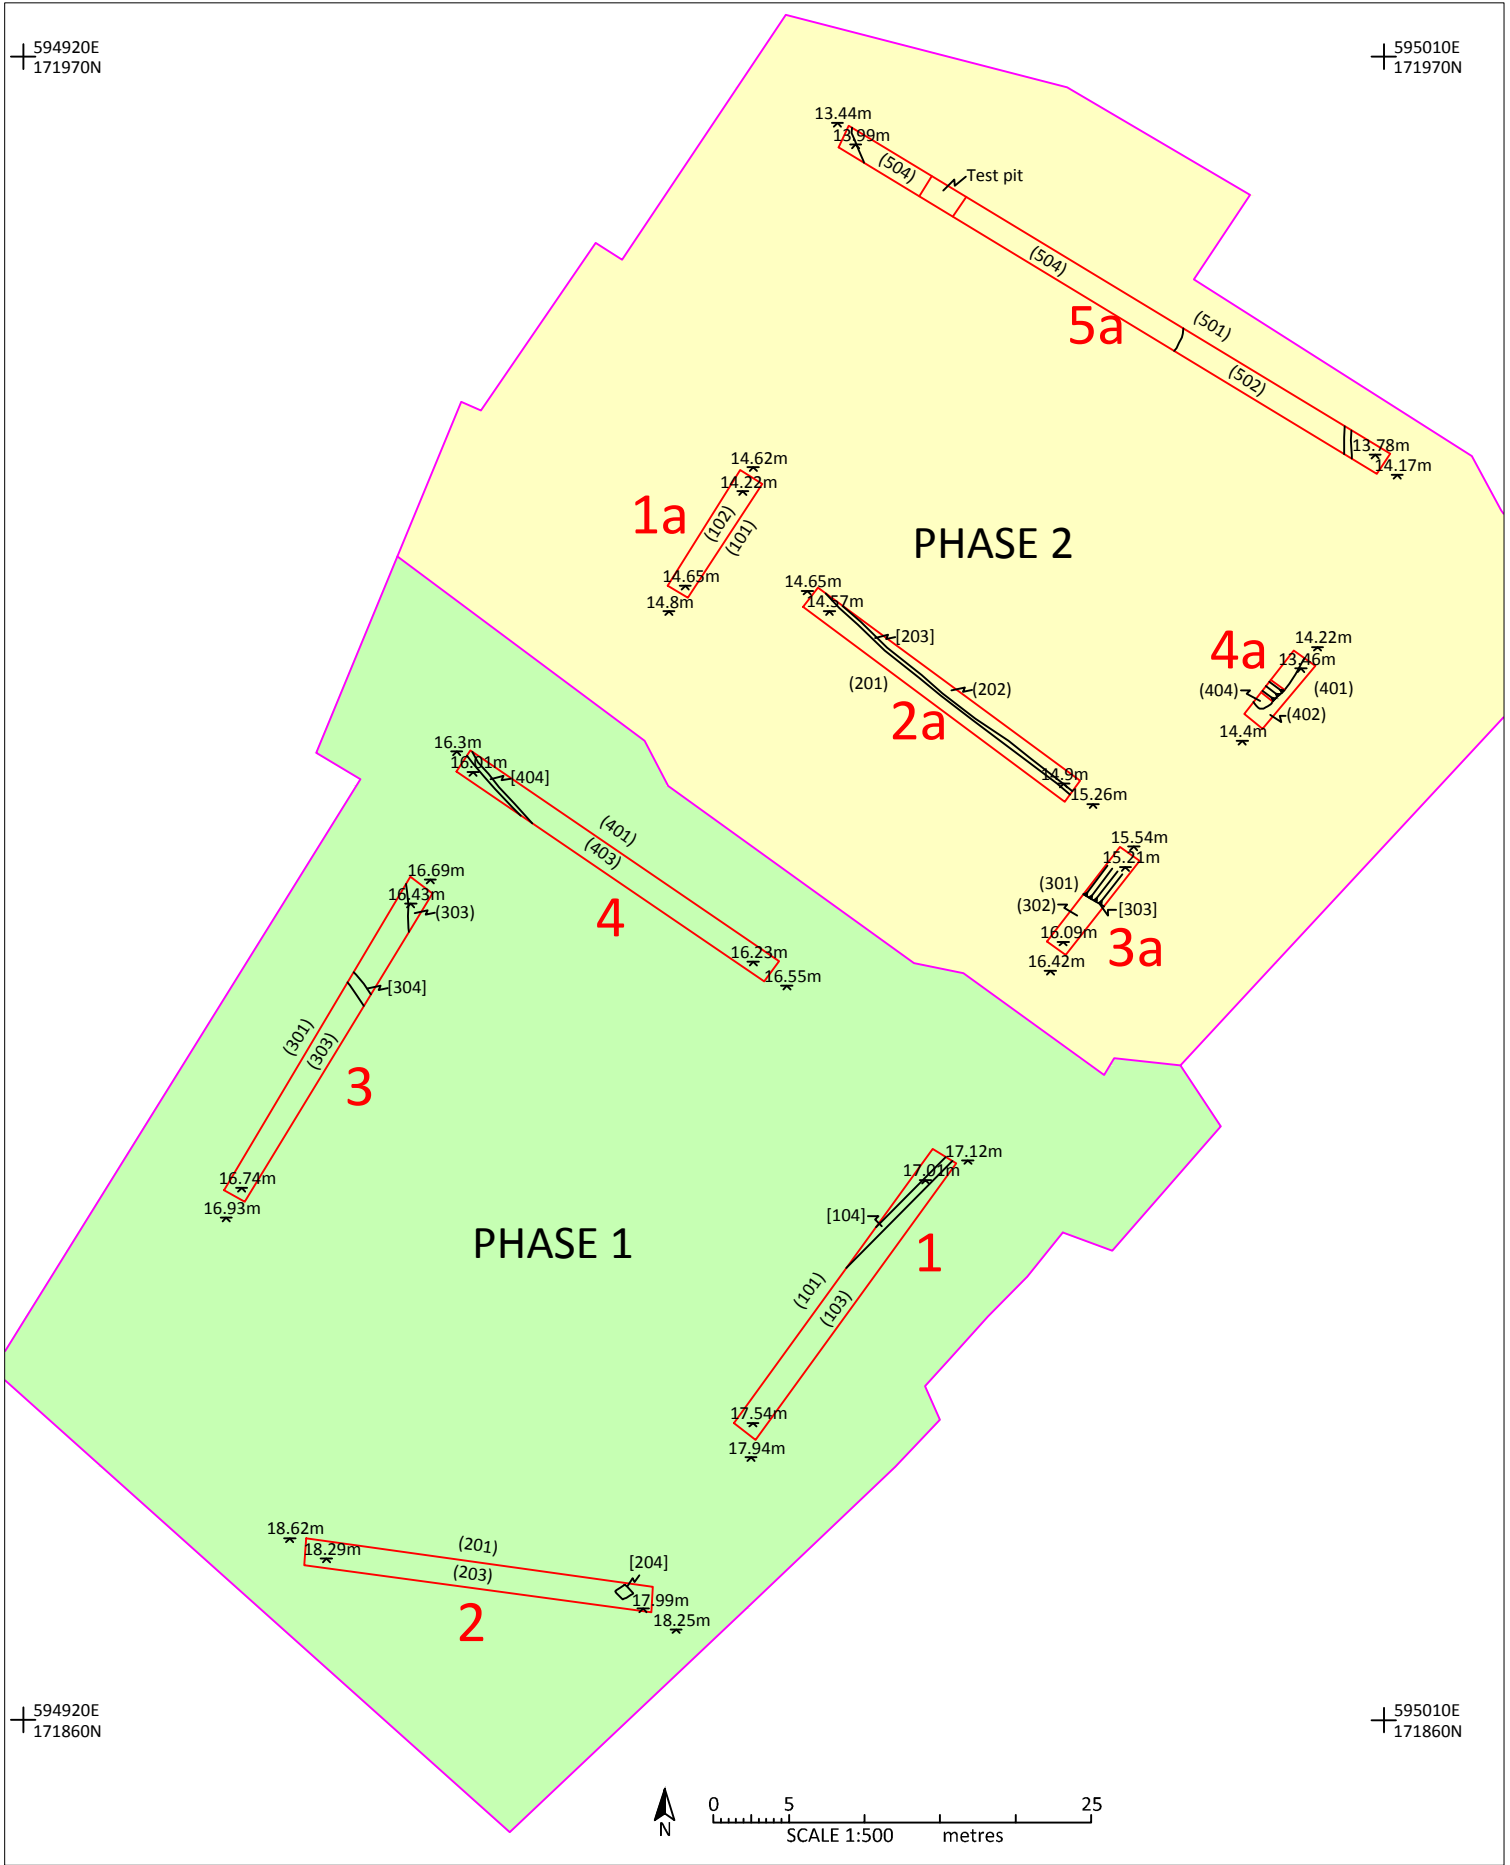 594920E
171970N
595010E
171970N
13.44m
13.99m
(504)
Test pit
(504)
(501)
5a
(502)
13.78m
14.17m
14.62m
14.22m
1a
(102)
(101)
PHASE 2
14.65m
14.8m
14.65m
14.57m
[203]
(201)
(202)
2a
14.9m
15.26m
4a
14.22m
13.46m
(404)
(401)
(402)
14.4m
15.54m
15.21m
(301)
(302)
[303]
16.09m
3a
16.42m
16.3m
16.01m
[404]
(401)
(403)
4
16.23m
16.55m
16.69m
16.43m
(303)
[304]
(301)
(303)
3
16.74m
16.93m
PHASE 1
17.12m
17.01m
[104]
1
(101)
(103)
17.54m
17.94m
18.62m
18.29m
(201)
(203)
[204]
17.99m
18.25m
2
594920E
171860N
595010E
171860N
N
0 5 25
SCALE 1:500 metres